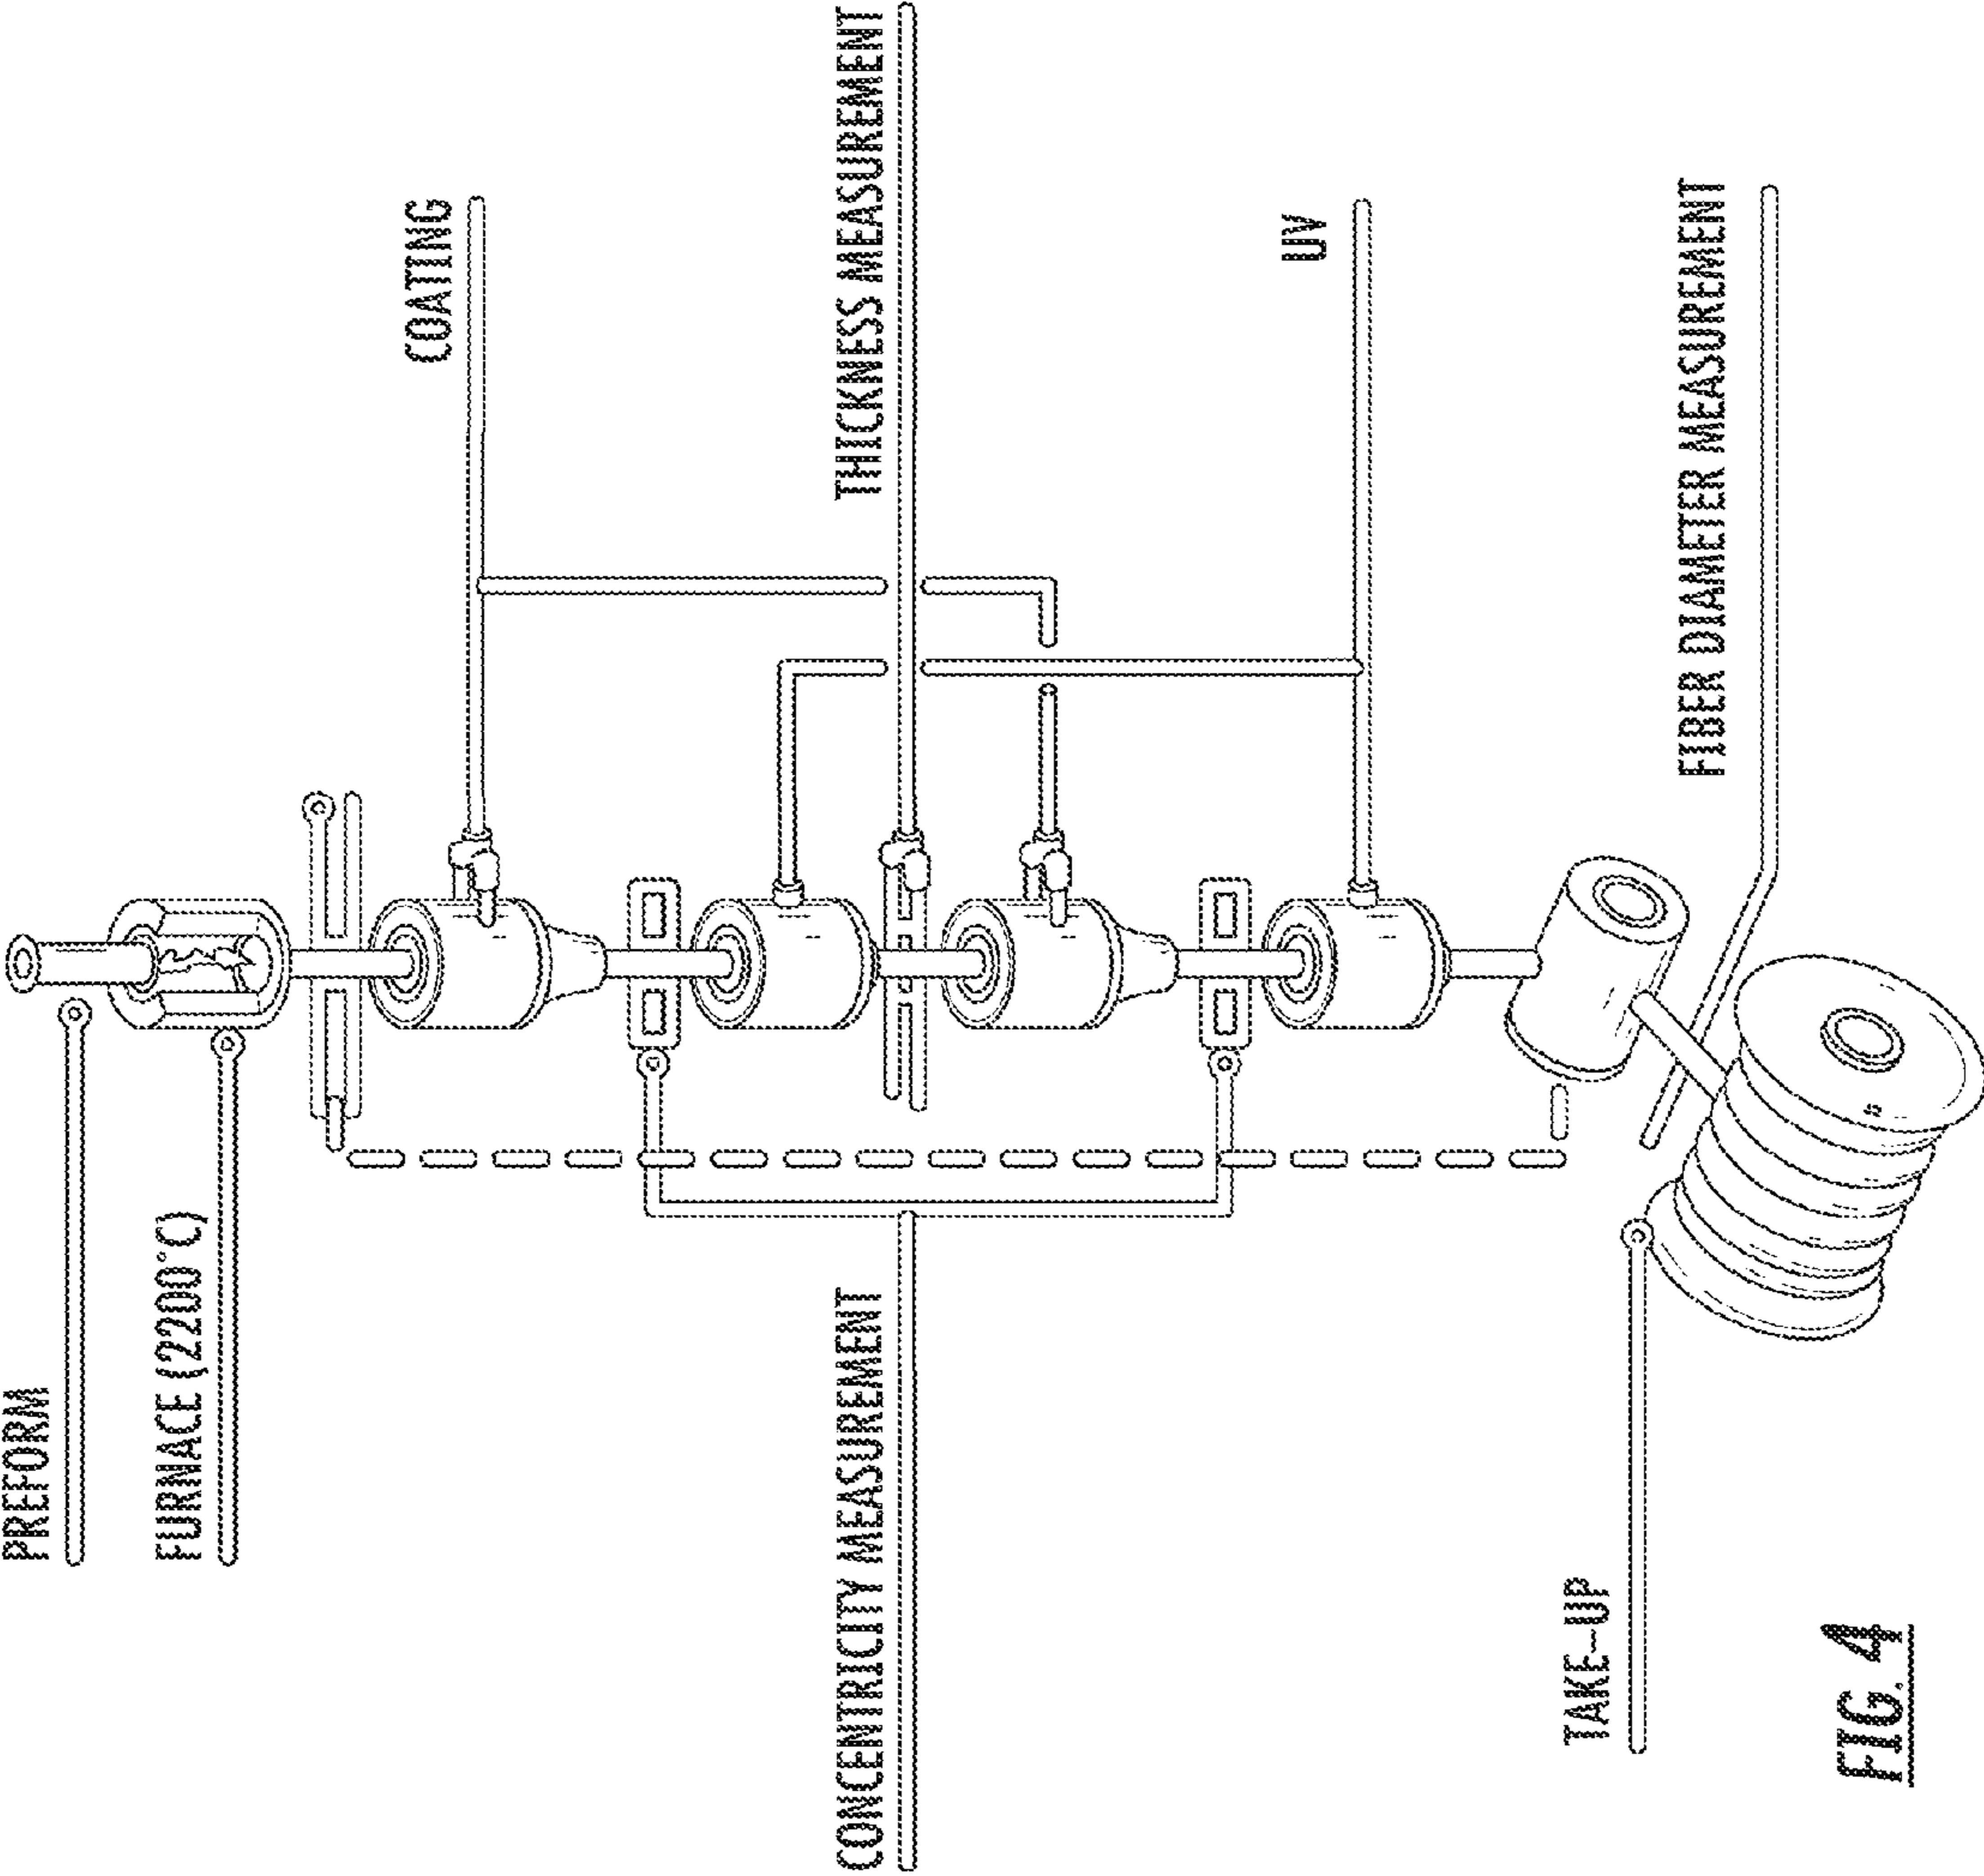 PREFORM
FURNACE (2200°C)
COATING
THICKNESS MEASUREMENT
CONCENTRICITY MEASUREMENT
UV
TAKE-UP
FIBER DIAMETER MEASUREMENT
FIG. 4